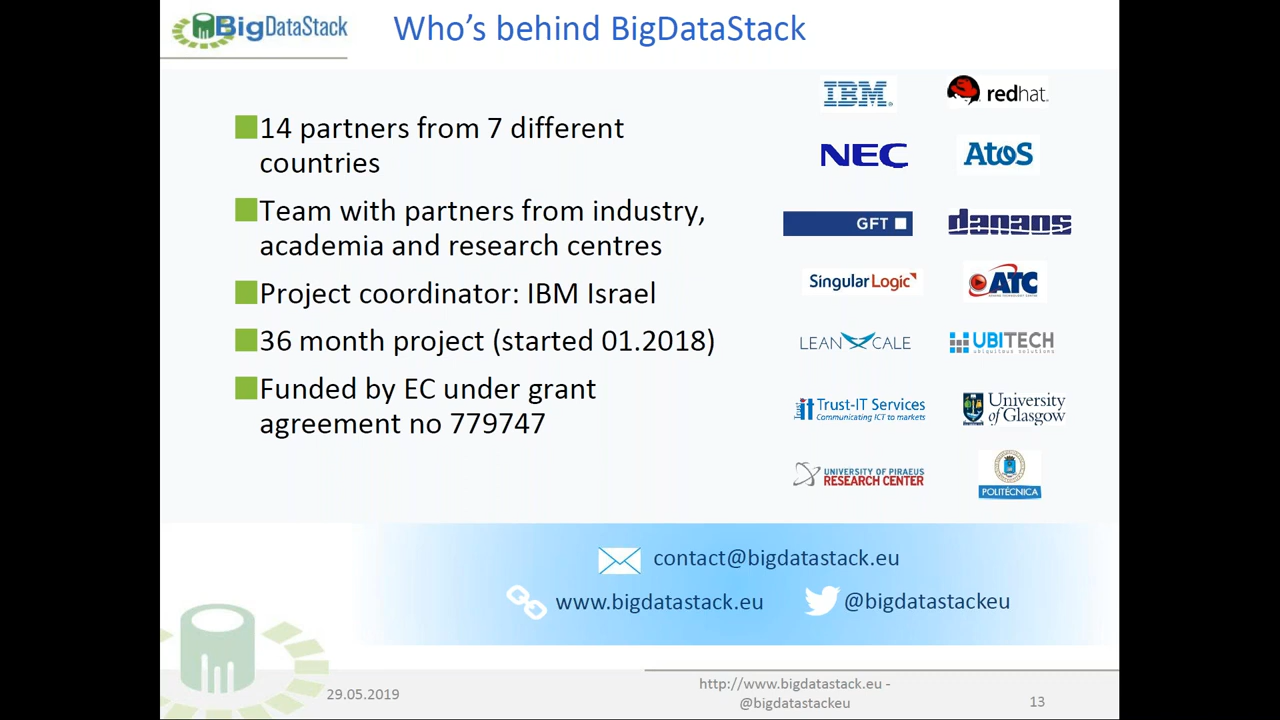 BigDataStack
Who's behind BigDataStack
14 partners from 7 different
countries
Team with partners from industry,
academia and research centres
Project coordinator: IBM Israel
36 month project (started 01.2018)
Funded by EC under grant
agreement no 779747
IBM
redhat.
NEC
Atos
GFT
danaos
SingularLogic
ATC
LEANXCALE
UBITECH
ubiquitous solutions
Trust-IT Services
Communicating ICT to markets
University
of Glasgow
UNIVERSITY OF PIRAEUS
RESEARCH CENTER
POLITÉCNICA
contact@bigdatastack.eu
www.bigdatastack.eu
@bigdatastackeu
29.05.2019
http://www.bigdatastack.eu -
@bigdatastackeu
13